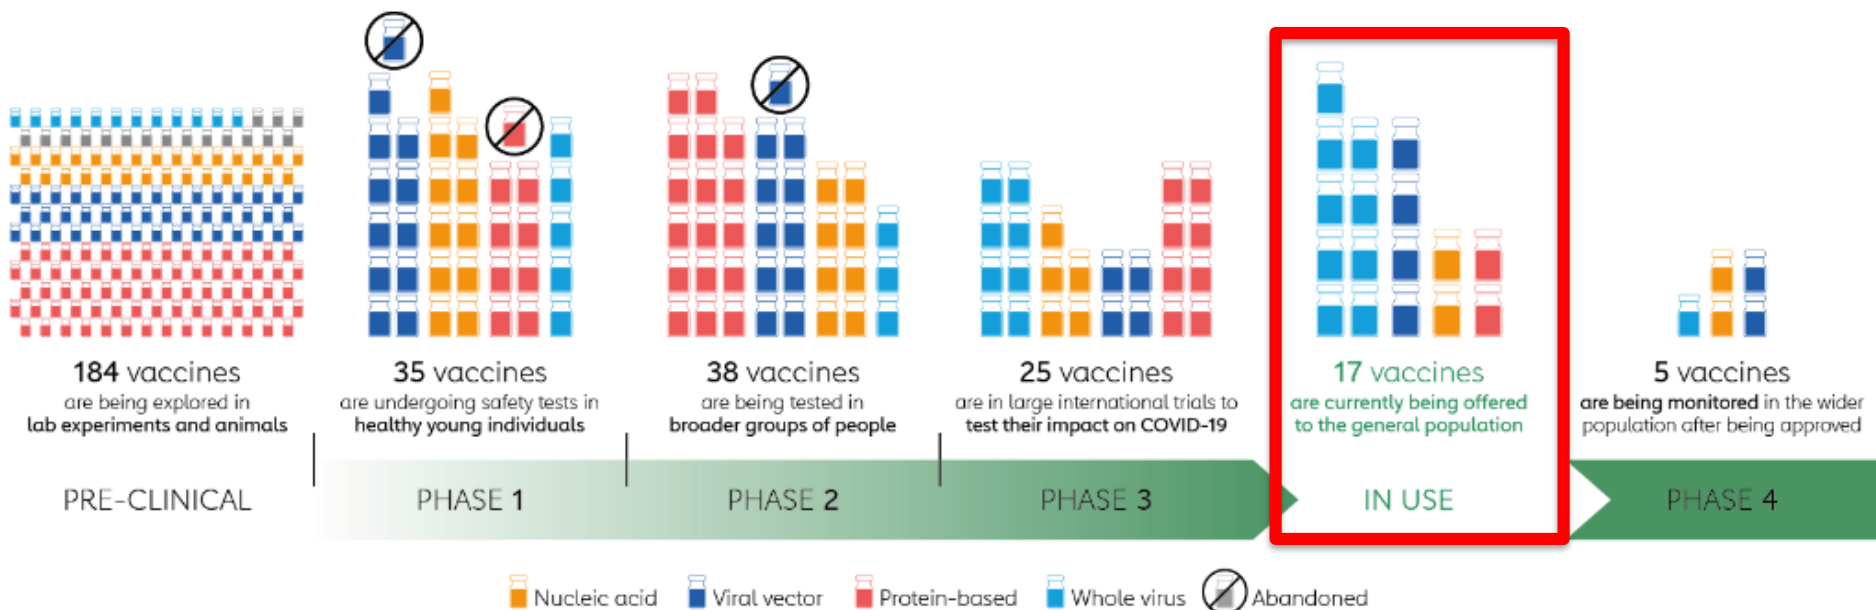 184 vaccines
are being explored in
lab experiments and animals
35 vaccines
are undergoing safety tests in
healthy young individuals
38 vaccines
are being tested in
broader groups of people
25 vaccines
are in large international trials to
test their impact on COVID-19
17 vaccines
are currently being offered
to the general population
5 vaccines
are being monitored in the wider
population after being approved
PRE-CLINICAL
PHASE 1
PHASE 2
PHASE 3
IN USE
PHASE 4
Nucleic acid
Viral vector
Protein-based
Whole virus
Abandoned